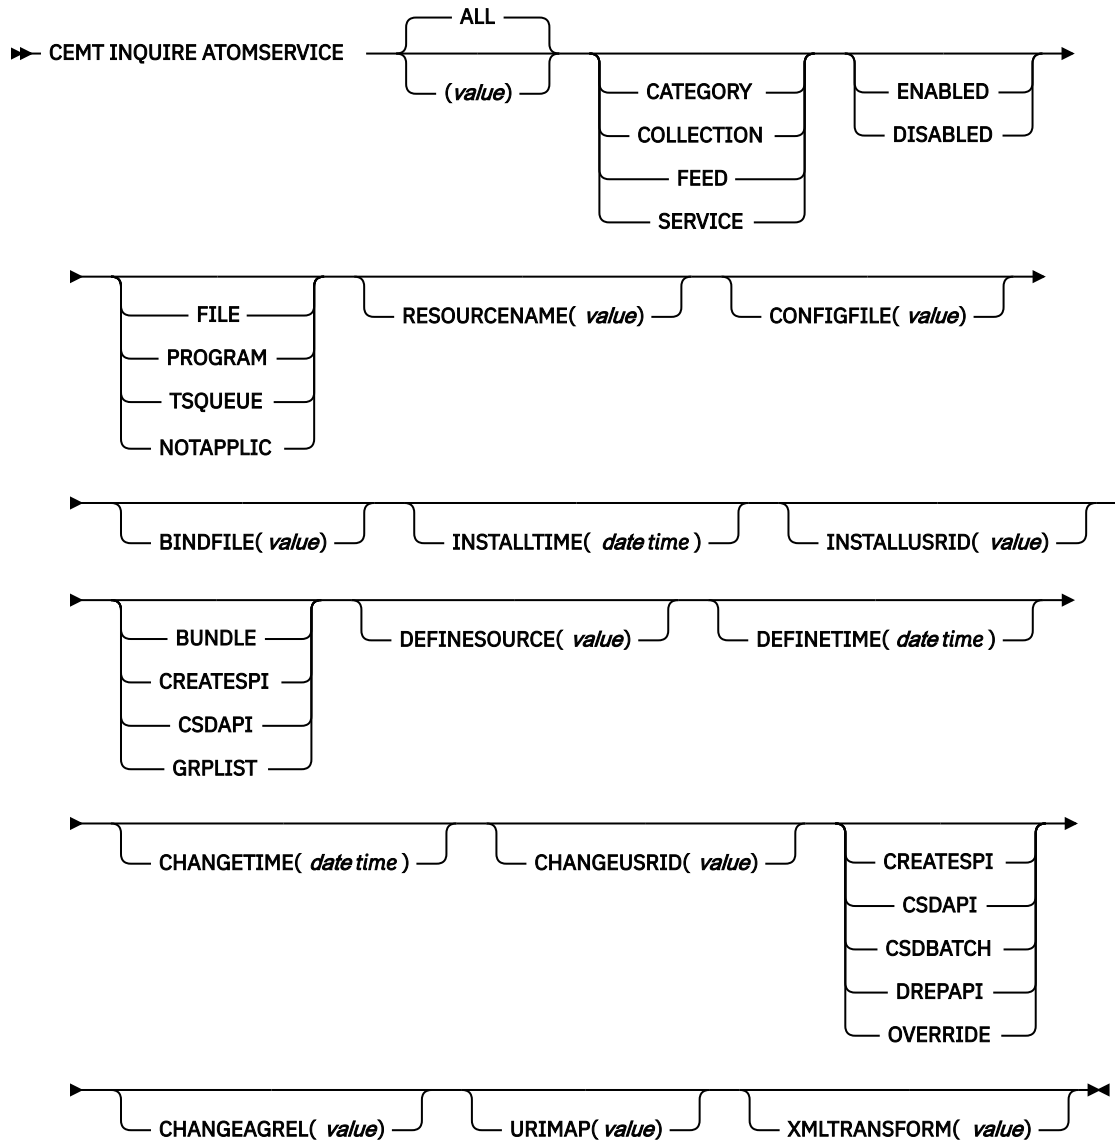 ALL
CEMT INQUIRE ATOMSERVICE
(value)
CATEGORY
COLLECTION
FEED
SERVICE
ENABLED
DISABLED
FILE
PROGRAM
TSQUEUE
NOTAPPLIC
RESOURCENAME( value)
CONFIGFILE( value)
BINDFILE( value)
INSTALLTIME( date time )
INSTALLUSRID( value)
BUNDLE
CREATESPI
CSDAPI
GRPLIST
DEFINESOURCE( value)
DEFINETIME( date time )
CHANGETIME( date time )
CHANGEUSRID( value)
CREATESPI
CSDAPI
CSDBATCH
DREPAPI
OVERRIDE
CHANGEAGREL( value)
URIMAP( value)
XMLTRANSFORM( value)